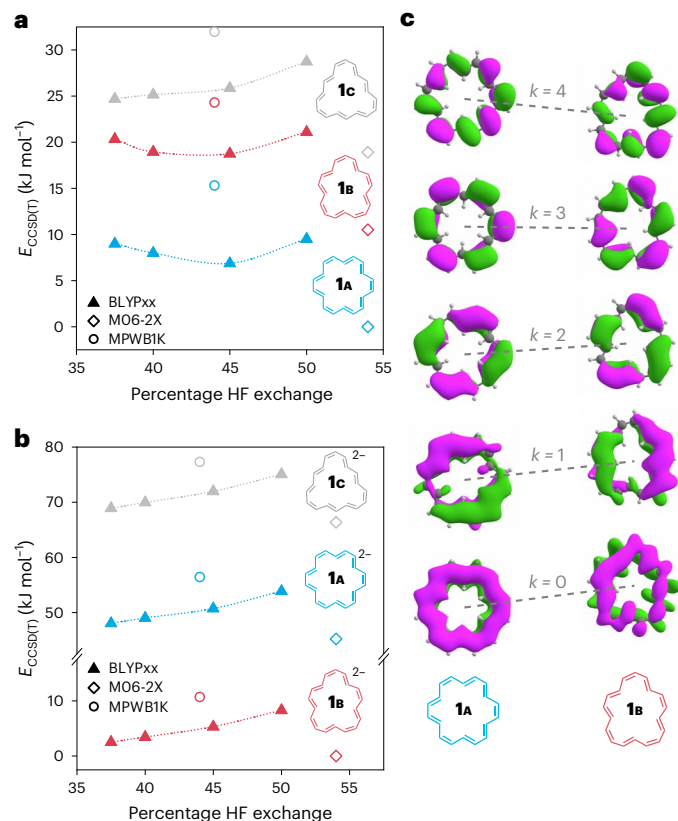 a
30
25
20
15
10
5
0
E_CCSD(T) (kJ mol⁻¹)
1c
1B
1A
BLYPxx
M06-2X
MPWB1K
35 40 45 50 55
Percentage HF exchange
b
80
70
60
50
10
0
E_CCSD(T) (kJ mol⁻¹)
2–
1c
2–
1A
2–
1B
BLYPxx
M06-2X
MPWB1K
35 40 45 50 55
Percentage HF exchange
c
k = 4
k = 3
k = 2
k = 1
k = 0
1A 1B